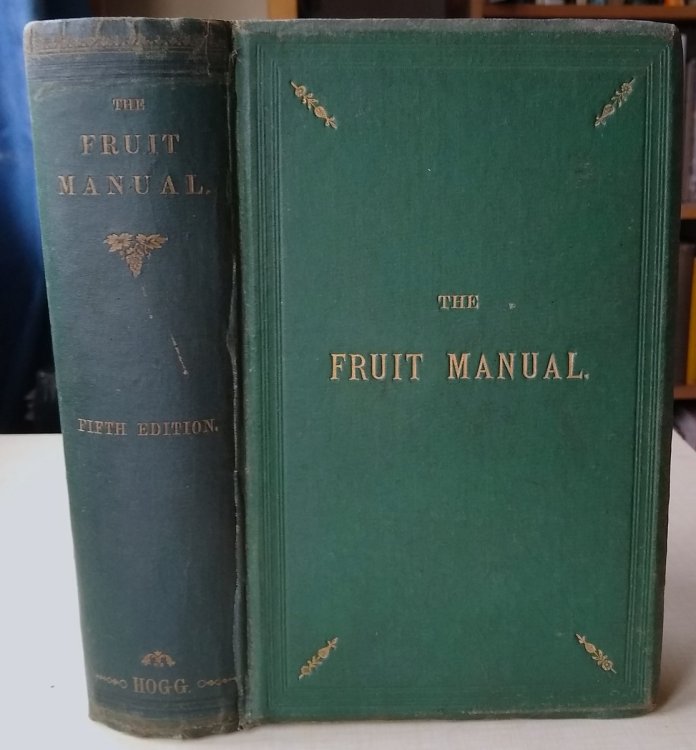 THE
FRUIT
MANUAL.
FIFTH EDITION.
HOGG.
THE
FRUIT MANUAL.